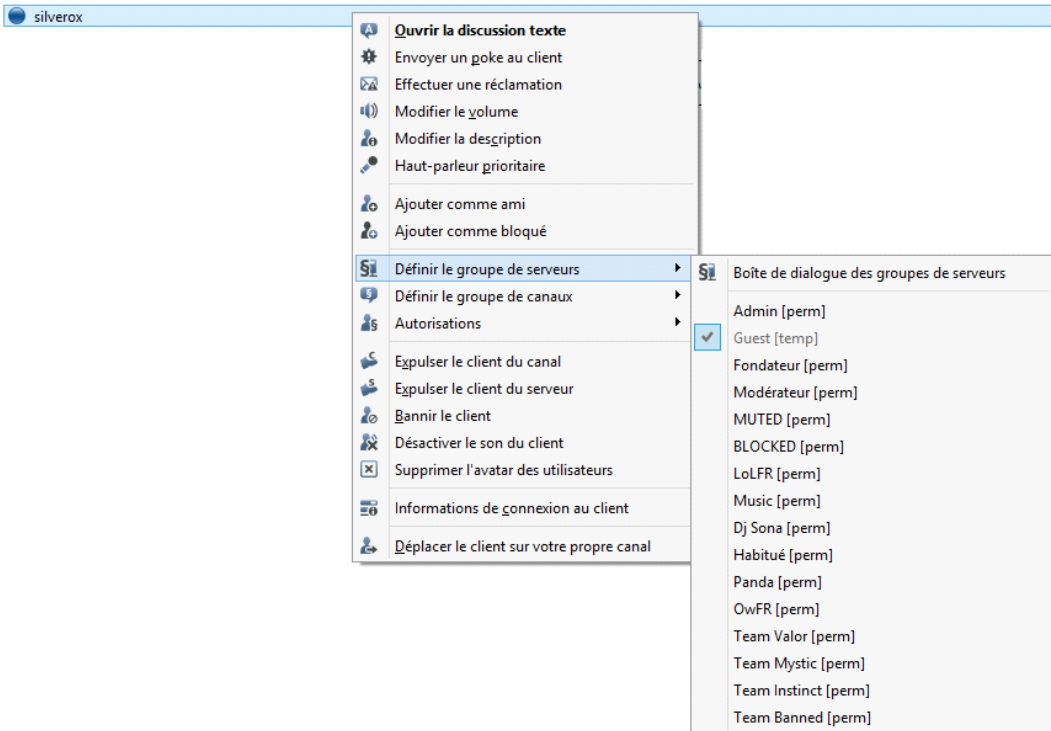 silverox
Ouvrir la discussion texte
Envoyer un poke au client
Effectuer une réclamation
Modifier le volume
Modifier la description
Haut-parleur prioritaire
Ajouter comme ami
Ajouter comme bloqué
Définir le groupe de serveurs
Définir le groupe de canaux
Autorisations
Expulser le client du canal
Expulser le client du serveur
Bannir le client
Désactiver le son du client
Supprimer l'avatar des utilisateurs
Informations de connexion au client
Déplacer le client sur votre propre canal
Boîte de dialogue des groupes de serveurs
Admin [perm]
Guest [temp]
Fondateur [perm]
Modérateur [perm]
MUTED [perm]
BLOCKED [perm]
LoLFR [perm]
Music [perm]
Dj Sona [perm]
Habitué [perm]
Panda [perm]
OwFR [perm]
Team Valor [perm]
Team Mystic [perm]
Team Instinct [perm]
Team Banned [perm]